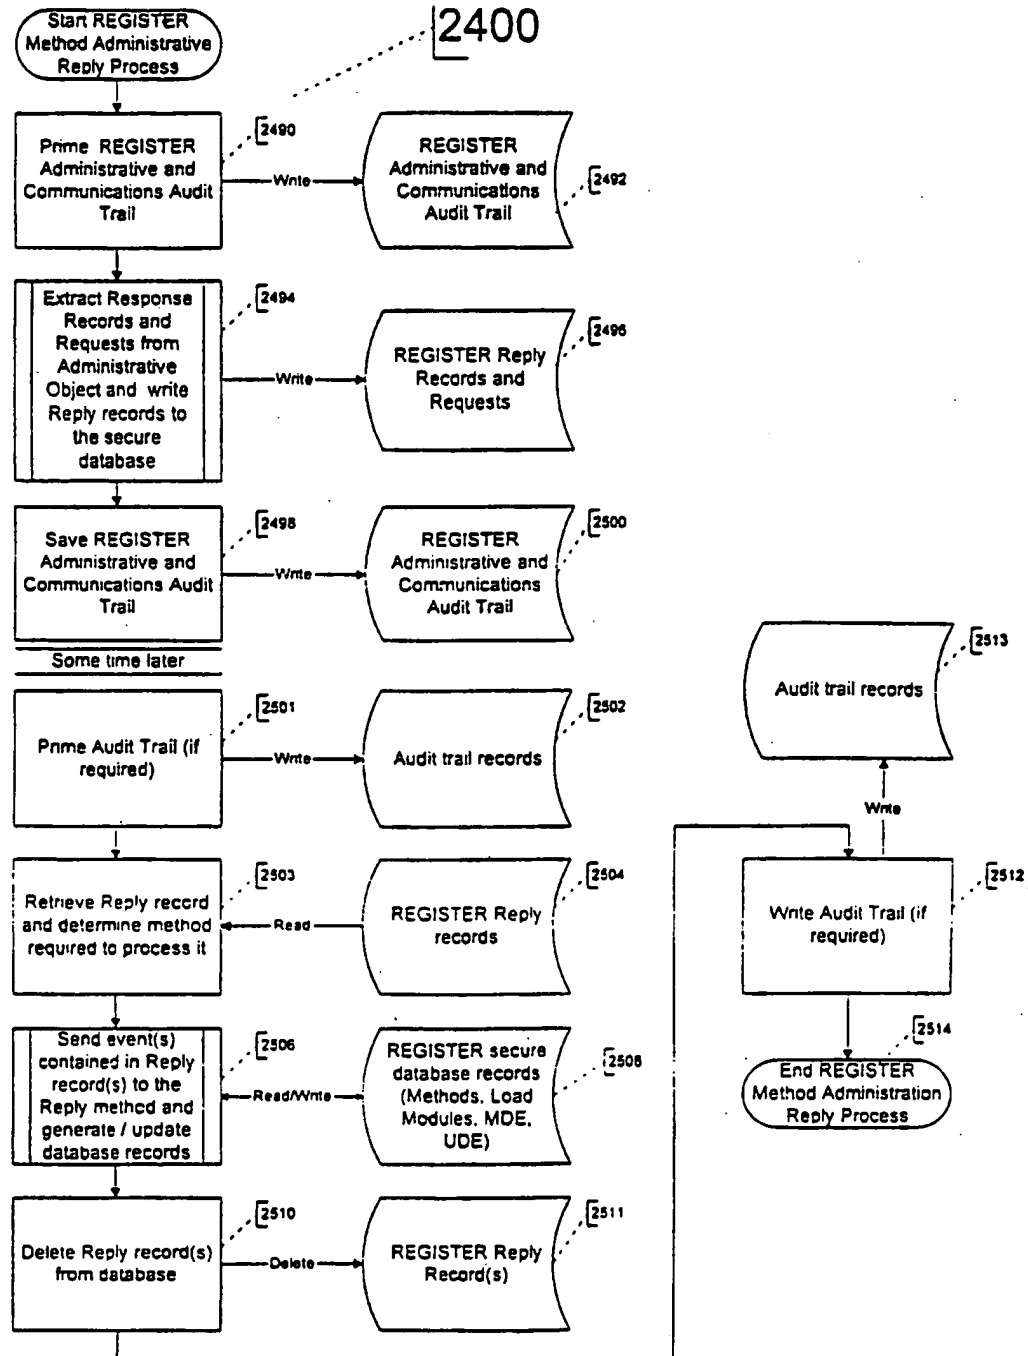 Start REGISTER
Method Administrative
Reply Process
2400
Prime REGISTER
Administrative and
Communications Audit
Trail
2490
Write
REGISTER
Administrative and
Communications
Audit Trail
2492
Extract Response
Records and
Requests from
Administrative
Object and write
Reply records to
the secure
database
2494
Write
REGISTER Reply
Records and
Requests
2496
Save REGISTER
Administrative and
Communications Audit
Trail
2498
Write
REGISTER
Administrative and
Communications
Audit Trail
2500
Some time later
Prime Audit Trail (if
required)
2501
Write
Audit trail records
2502
Retrieve Reply record
and determine method
required to process it
2503
Read
REGISTER Reply
records
2504
Send event(s)
contained in Reply
record(s) to the
Reply method and
generate / update
database records
2506
Read/Write
REGISTER secure
database records
(Methods, Load
Modules, MDE,
UDE)
2508
Delete Reply record(s)
from database
2510
Delete
REGISTER Reply
Record(s)
2511
Audit trail records
2513
Write
Write Audit Trail (if
required)
2512
End REGISTER
Method Administration
Reply Process
2514